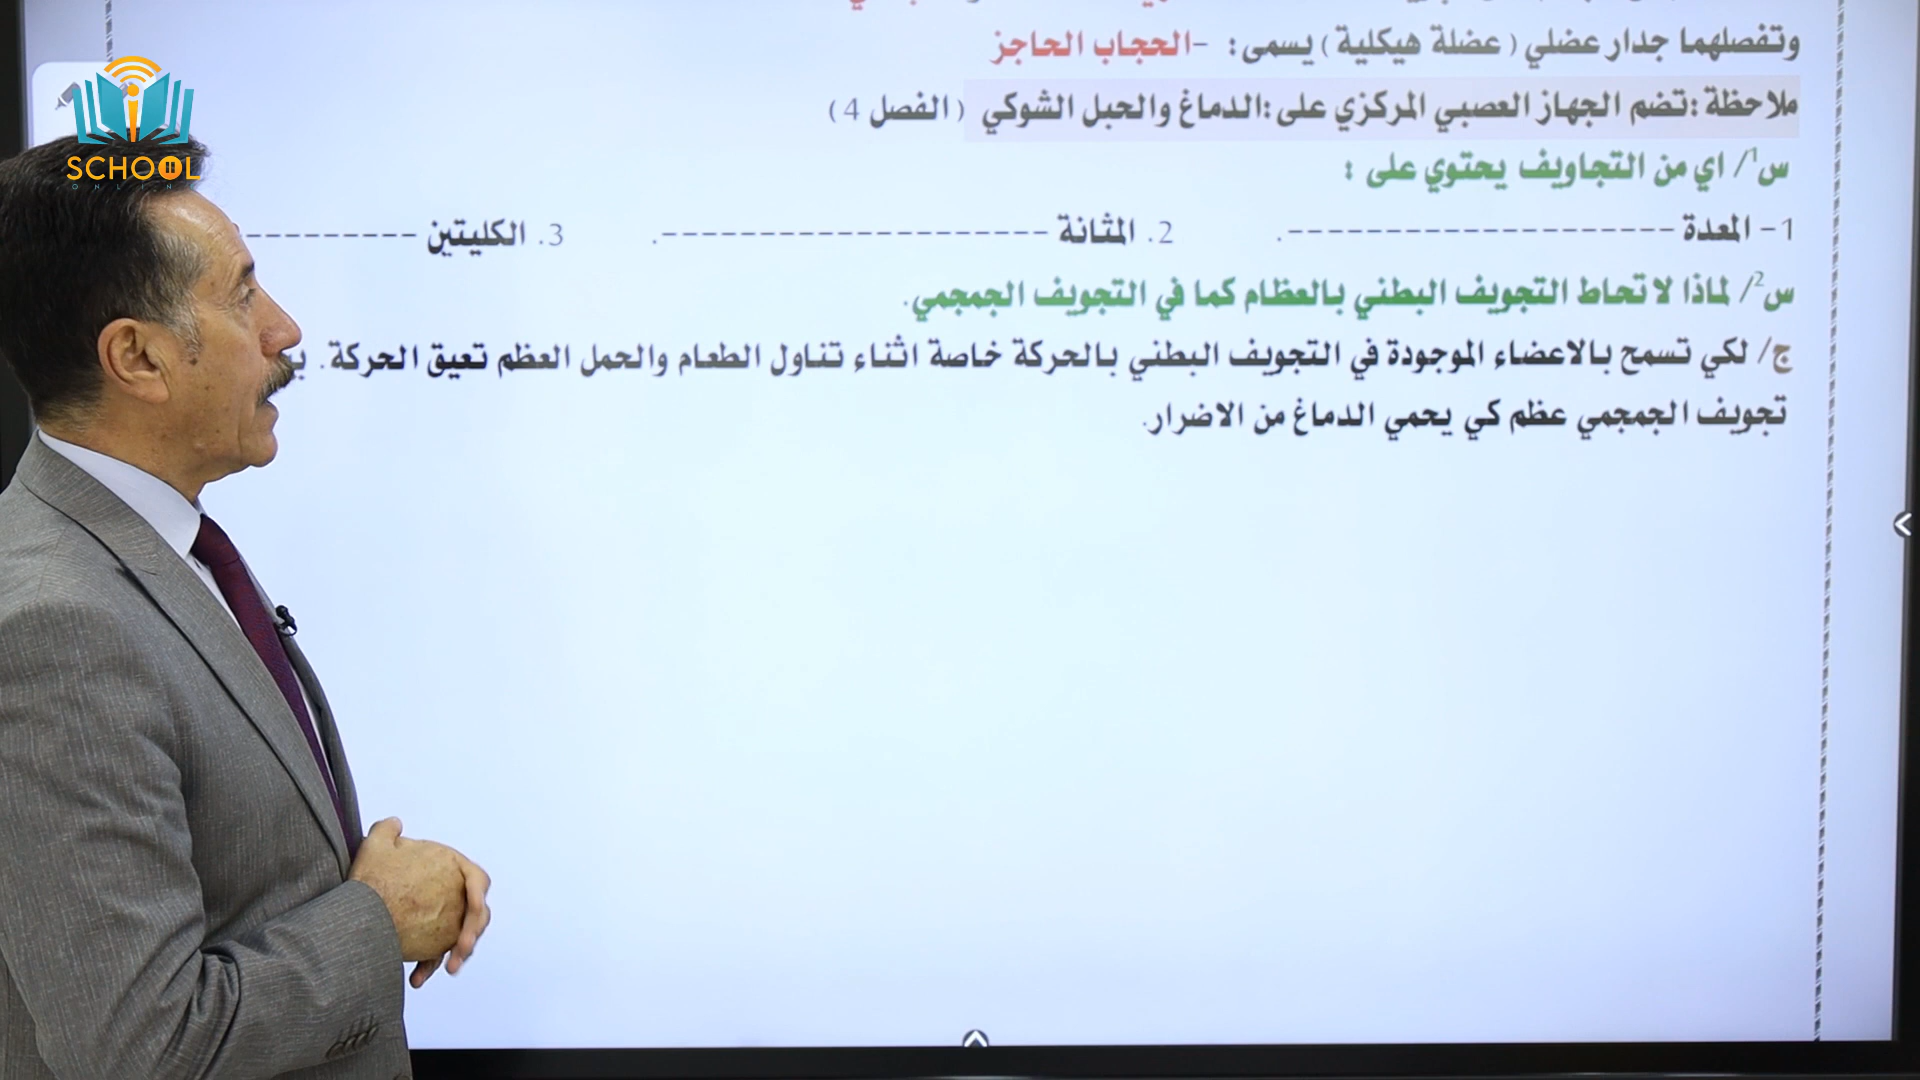 وتفصلهما جدار عضلي ( عضلة هيكلية ) يسمى : -الحجاب الحاجز
ملاحظة : تضم الجهاز العصبي المركزي على : الدماغ والحبل الشوكي ( الفصل 4 )
س1/ اي من التجاويف يحتوي على :
1- المعدة --------------------. 2. المثانة --------------------. 3. الكليتين ----------
س2/ لماذا لا تحاط التجويف البطني بالعظام كما في التجويف الجمجمي.
ج/ لكي تسمح بالاعضاء الموجودة في التجويف البطني بالحركة خاصة اثناء تناول الطعام والحمل العظم تعيق الحركة.
تجويف الجمجمي عظم كي يحمي الدماغ من الاضرار.
SCHOOL
ONLIN